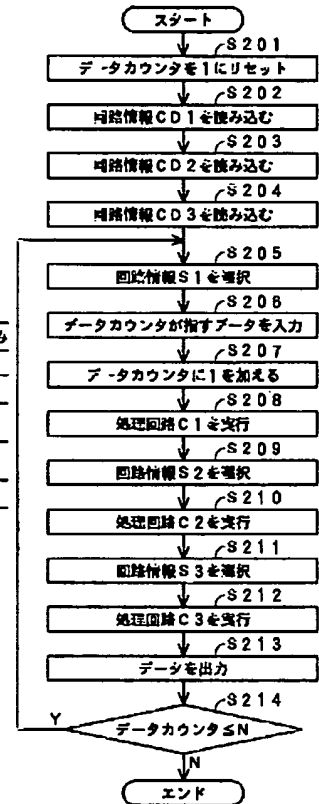 スタート
S201
データカウンタを1にリセット
S202
回路情報CD1を読み込む
S203
回路情報CD2を読み込む
S204
回路情報CD3を読み込む
S205
回路情報S1を選択
S206
データカウンタが指すデータを入力
S207
データカウンタに1を加える
S208
処理回路C1を実行
S209
回路情報S2を選択
S210
処理回路C2を実行
S211
回路情報S3を選択
S212
処理回路C3を実行
S213
データを出力
S214
Y
データカウンタ≦N
N
エンド